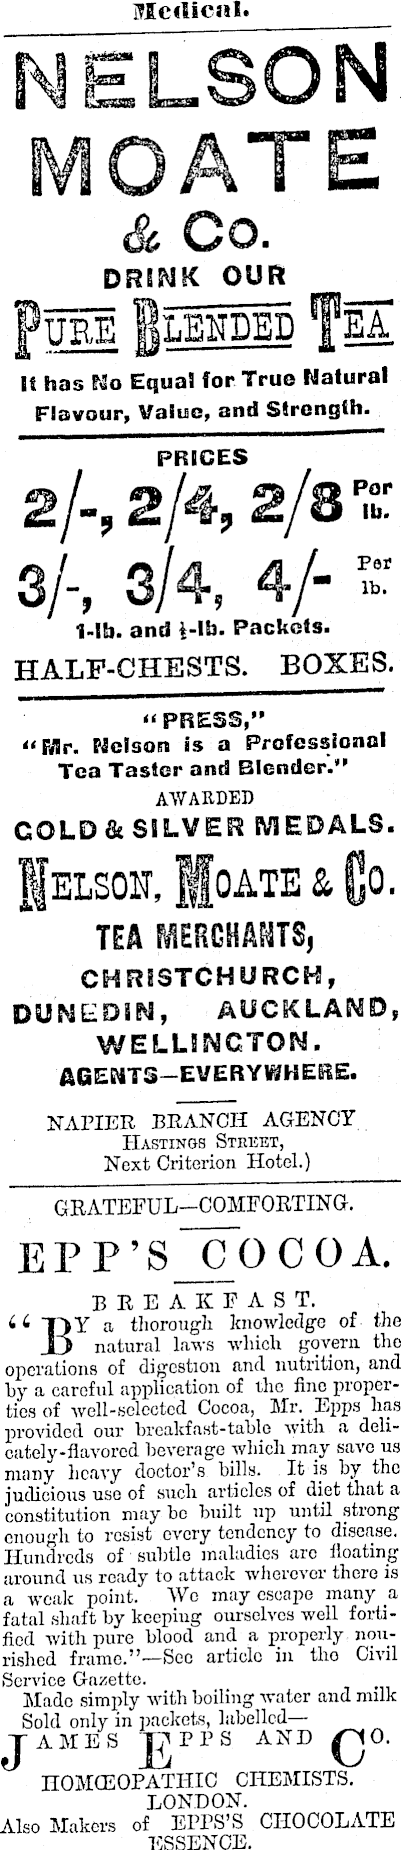 Medical.
NELSON
MOATE
& Co.
DRINK OUR
PURE BLENDED TEA
It has No Equal for True Natural
Flavour, Value, and Strength.
PRICES
2/-, 2/4, 2/8 Per lb.
3/-, 3/4, 4/- Per lb.
1-lb. and ½-lb. Packets.
HALF-CHESTS. BOXES.
"PRESS,"
"Mr. Nelson is a Professional
Tea Taster and Blender."
AWARDED
GOLD & SILVER MEDALS.
NELSON, MOATE & CO.
TEA MERCHANTS,
CHRISTCHURCH,
DUNEDIN, AUCKLAND,
WELLINGTON.
AGENTS—EVERYWHERE.
NAPIER BRANCH AGENCY
HASTINGS STREET,
Next Criterion Hotel.)
GRATEFUL—COMFORTING.
EPP'S COCOA.
BREAKFAST.
"BY a thorough knowledge of the
natural laws which govern the
operations of digestion and nutrition, and
by a careful application of the fine proper-
ties of well-selected Cocoa, Mr. Epps has
provided our breakfast-table with a deli-
cately-flavored beverage which may save us
many heavy doctor's bills. It is by the
judicious use of such articles of diet that a
constitution may be built up until strong
enough to resist every tendency to disease.
Hundreds of subtle maladies are floating
around us ready to attack wherever there is
a weak point. We may escape many a
fatal shaft by keeping ourselves well forti-
fied with pure blood and a properly nou-
rished frame."—See article in the Civil
Service Gazette.
Made simply with boiling water and milk
Sold only in packets, labelled—
JAMES EPPS AND CO.
HOMŒOPATHIC CHEMISTS.
LONDON.
Also Makers of EPPS'S CHOCOLATE
ESSENCE.